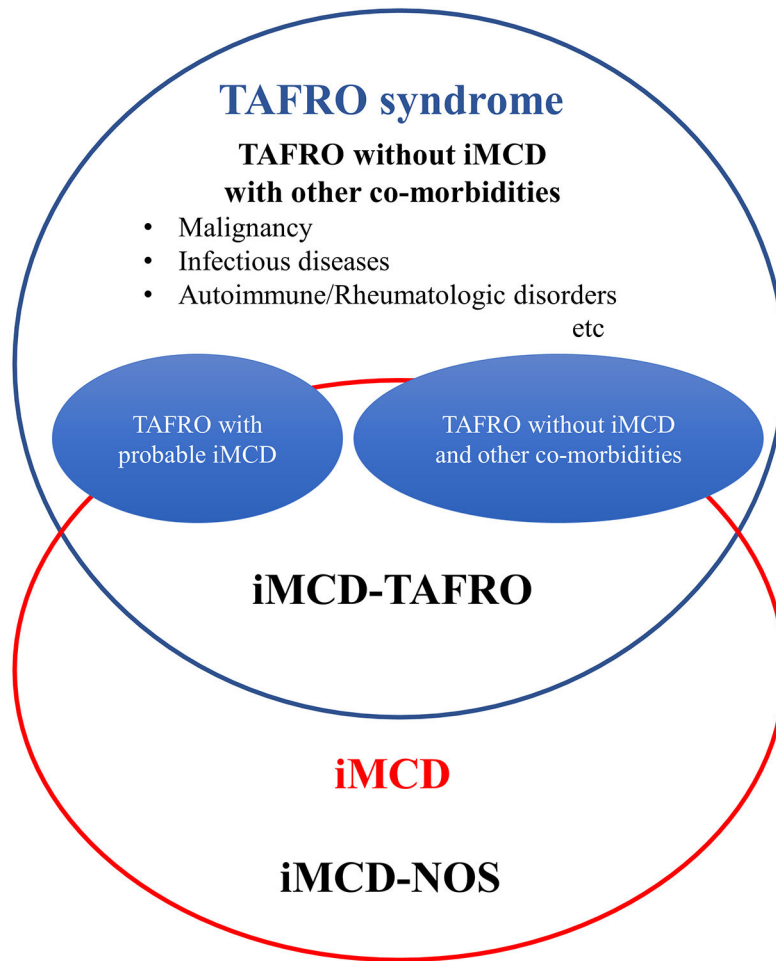 TAFRO syndrome
TAFRO without iMCD
with other co-morbidities
• Malignancy
• Infectious diseases
• Autoimmune/Rheumatologic disorders
etc
TAFRO with
probable iMCD
TAFRO without iMCD
and other co-morbidities
iMCD-TAFRO
iMCD
iMCD-NOS